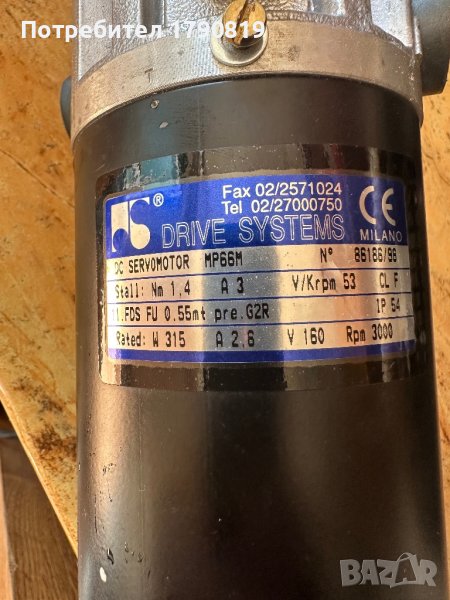 Потребител 1790819
Fax 02/2571024
Tel 02/27000750
®
DRIVE SYSTEMS
CE
MILANO
DC SERVOMOTOR MP66M N° 86186/98
Stall: Nm 1,4 A 3 V/Krpm 53 CL F
FDS FU 0.55mt pre.G2R IP 54
Rated: W 315 A 2,6 V 160 Rpm 3000
BAZAR